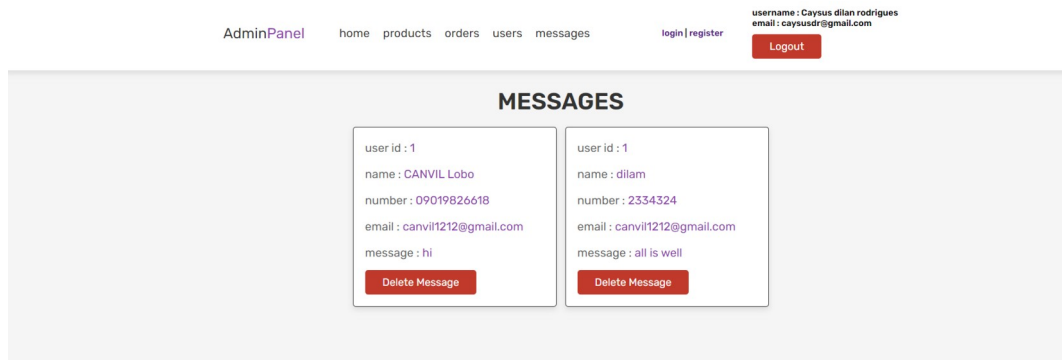 AdminPanel
home products orders users messages
login | register
username : Caysus dilan rodrigues
email : caysusdr@gmail.com
Logout
MESSAGES
user id : 1
name : CANVIL Lobo
number : 09019826618
email : canvil1212@gmail.com
message : hi
Delete Message
user id : 1
name : dilam
number : 2334324
email : canvil1212@gmail.com
message : all is well
Delete Message